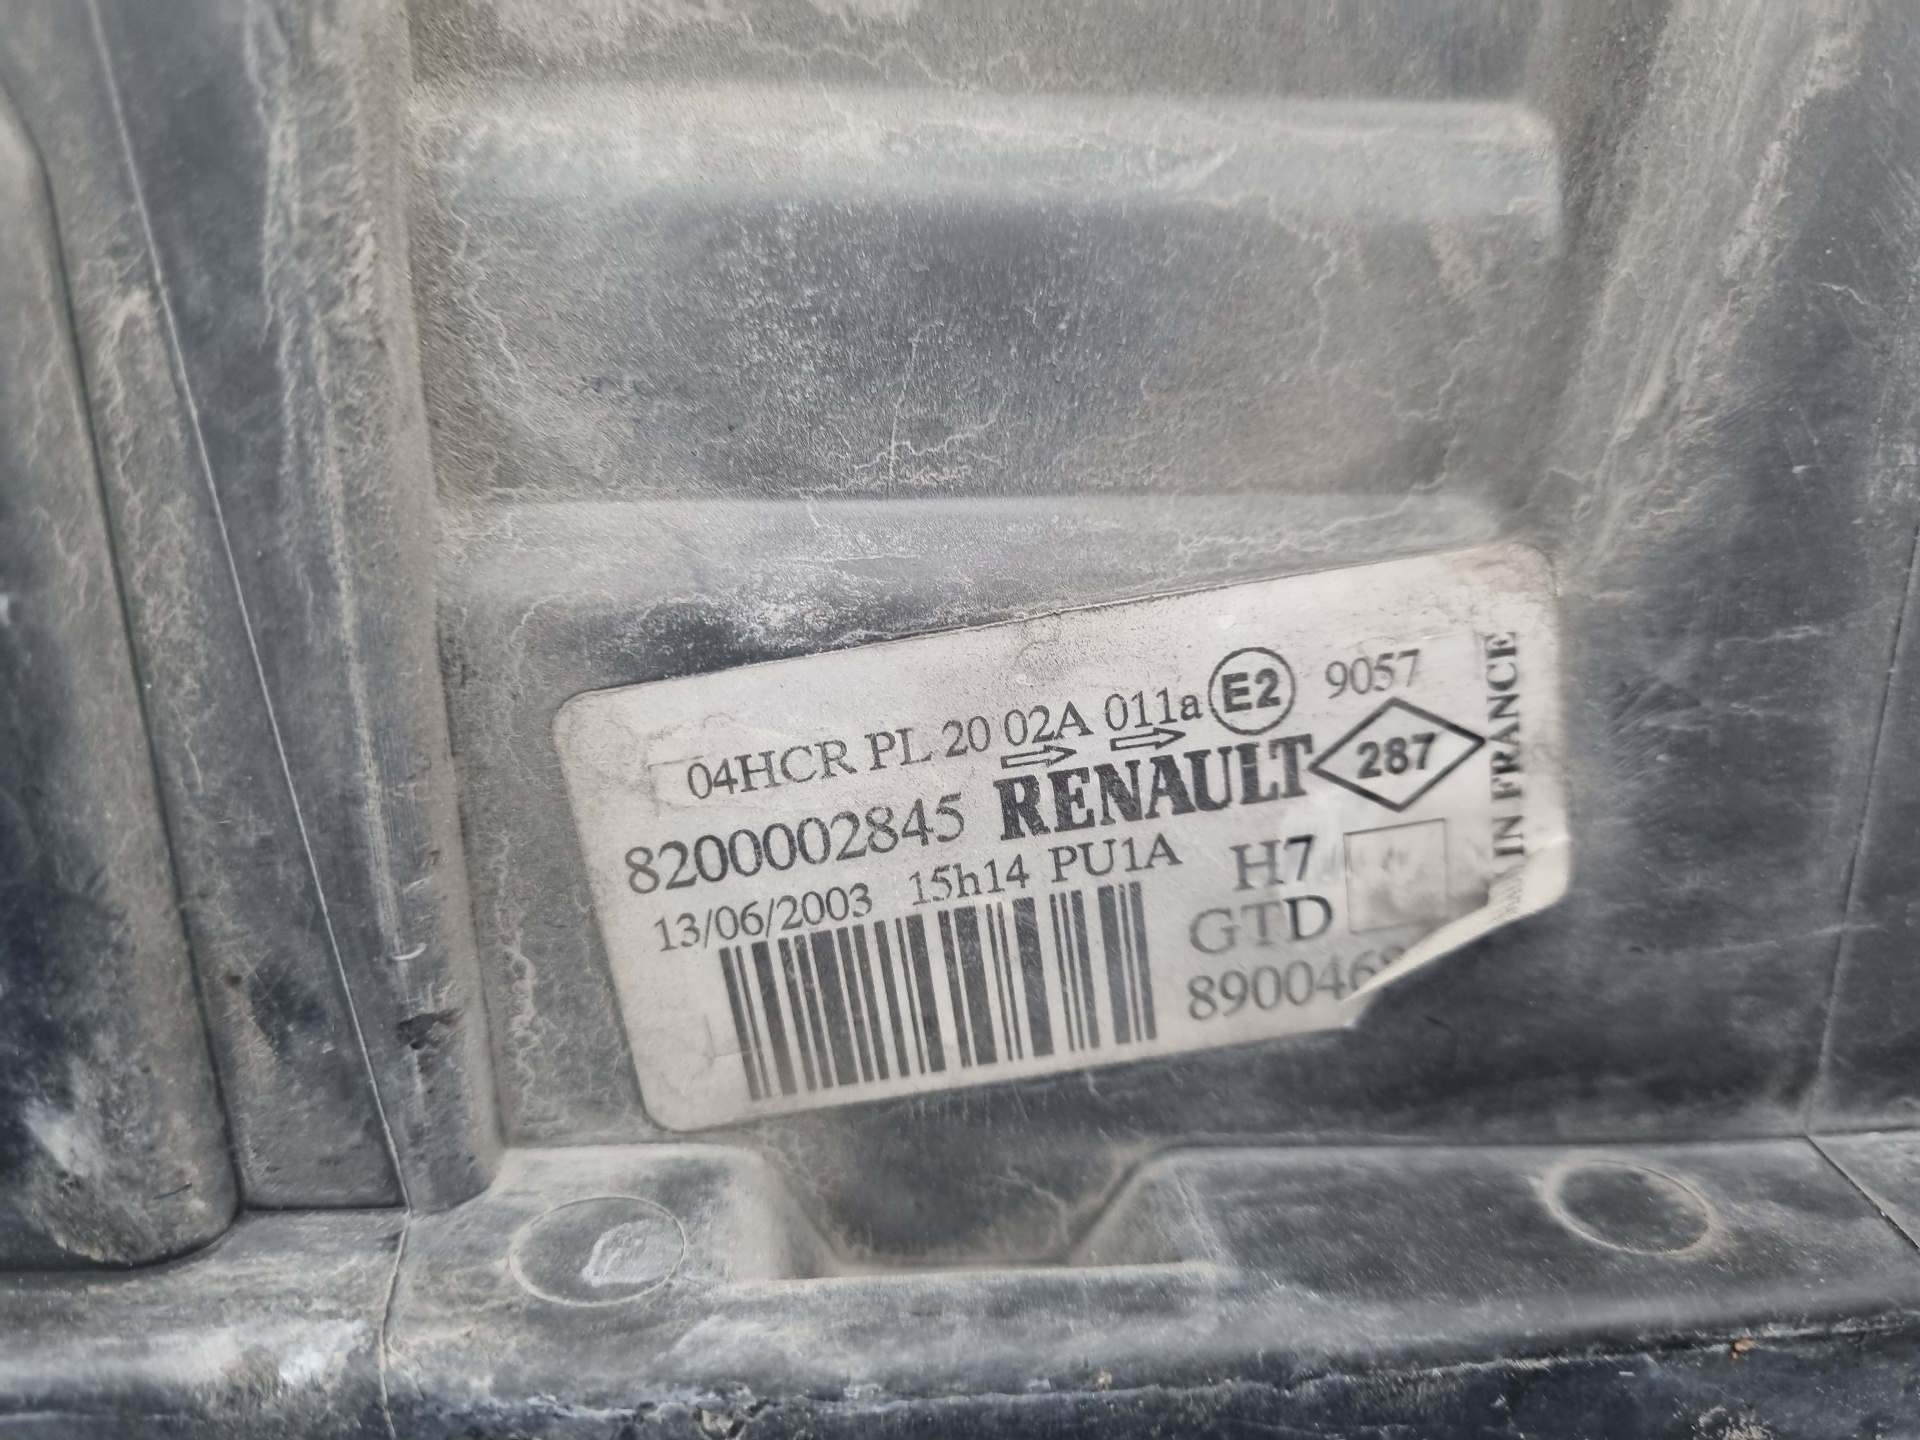 04HCR PL 20 02A 011a E2 9057
8200002845 RENAULT 287
13/06/2003 15h14 PU1A H7
GTD
IN FRANCE